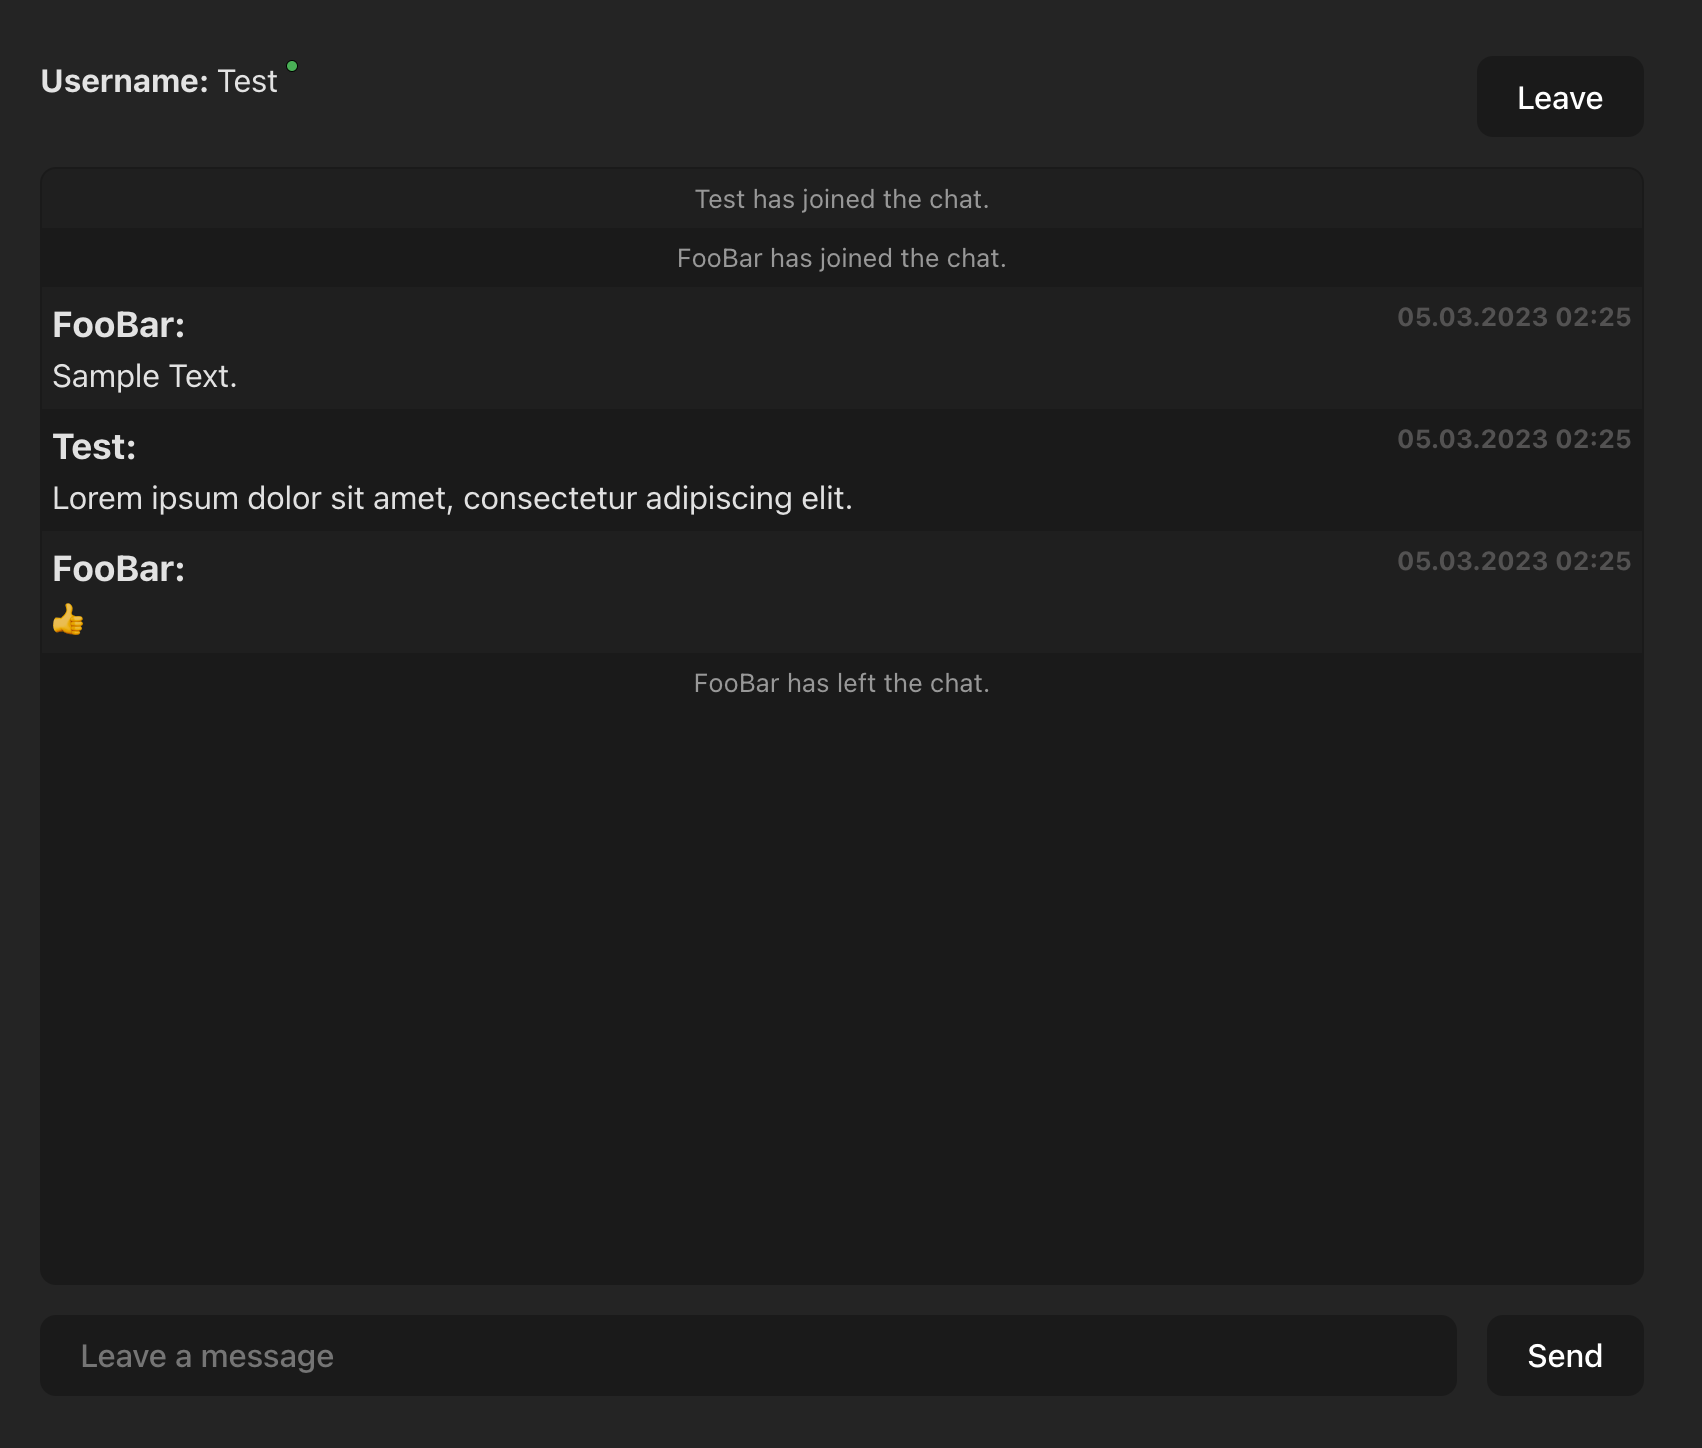 Username: Test
Leave
Test has joined the chat.
FooBar has joined the chat.
FooBar:
05.03.2023 02:25
Sample Text.
Test:
05.03.2023 02:25
Lorem ipsum dolor sit amet, consectetur adipiscing elit.
FooBar:
05.03.2023 02:25
👍
FooBar has left the chat.
Leave a message
Send